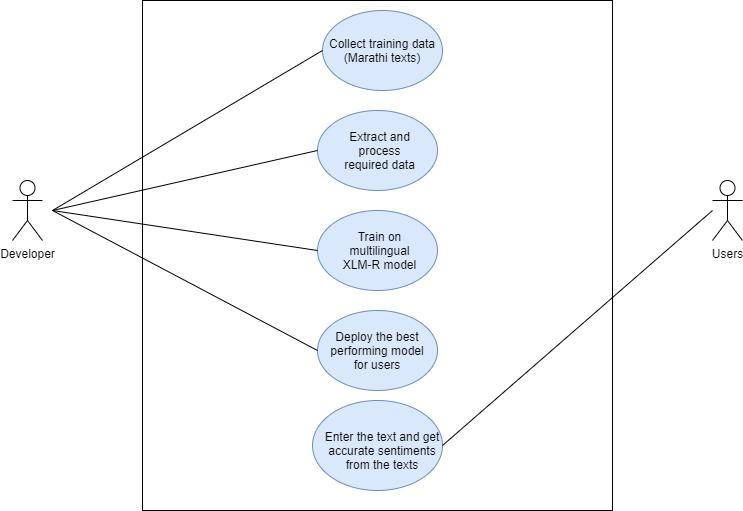 Collect training data
(Marathi texts)
Extract and
process
required data
Developer
Users
Train on
multilingual
XLM-R model
Deploy the best
performing model
for users
Enter the text and get
accurate sentiments
from the texts